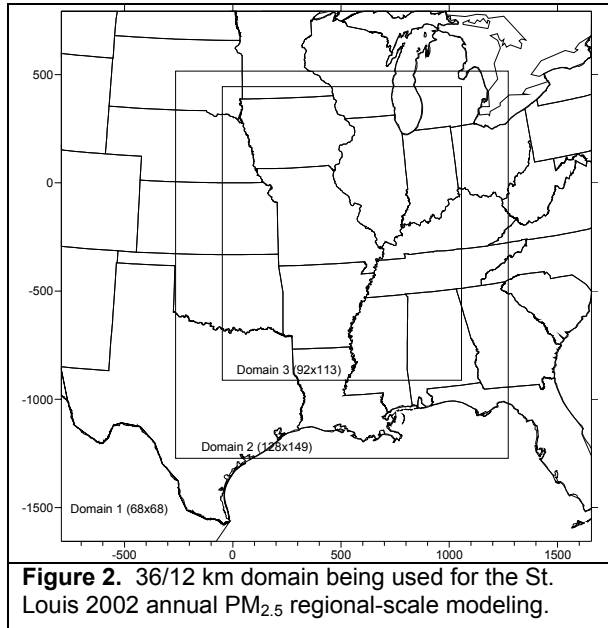 500
0
-500
-1000
-1500
Domain 3 (92x113)
Domain 2 (128x149)
Domain 1 (68x68)
-500 0 500 1000 1500
Figure 2. 36/12 km domain being used for the St.
Louis 2002 annual PM2.5 regional-scale modeling.